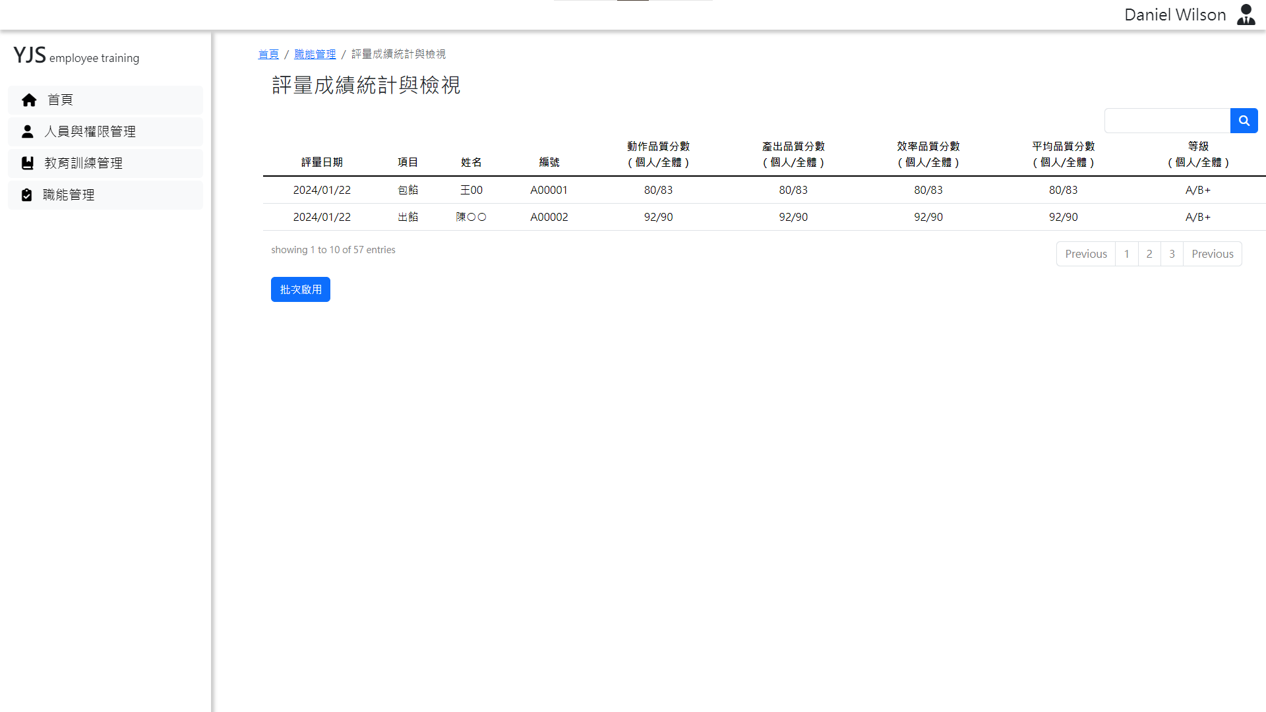 Daniel Wilson
YJS employee training
首頁
人員與權限管理
教育訓練管理
職能管理
首頁 / 職能管理 / 評量成績統計與檢視
評量成績統計與檢視
評量日期 項目 姓名 編號 動作品質分數 產出品質分數 效率品質分數 平均品質分數 等級
( 個人/全體 ) ( 個人/全體 ) ( 個人/全體 ) ( 個人/全體 ) ( 個人/全體 )
2024/01/22 包餡 王00 A00001 80/83 80/83 80/83 80/83 A/B+
2024/01/22 出餡 陳〇〇 A00002 92/90 92/90 92/90 92/90 A/B+
showing 1 to 10 of 57 entries
Previous 1 2 3 Previous
批次啟用